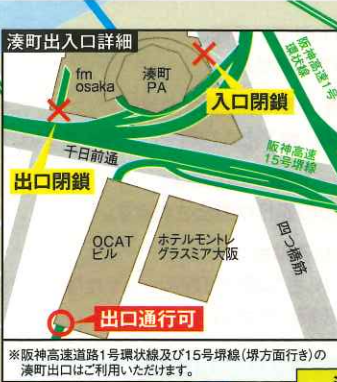 湊町出入口詳細
fm
osaka
湊町
PA
阪神高速1号
環状線
入口閉鎖
阪神高速
15号堺線
千日前通
出口閉鎖
四つ橋筋
OCAT
ビル
ホテルモントレ
グラスミア大阪
出口通行可
※阪神高速道路1号環状線及び15号堺線(堺方面行き)の
湊町出口はご利用いただけます。